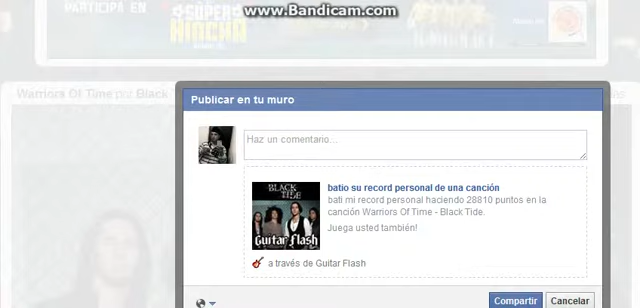 www.Bandicam.com
PARTICIPA EN
SÚPER
HINCHA
Warriors Of Time por Black
Publicar en tu muro
Haz un comentario...
BLACK TIDE
Guitar Flash
batio su record personal de una canción
bati mi record personal haciendo 28810 puntos en la
canción Warriors Of Time - Black Tide.
Juega usted también!
a través de Guitar Flash
Compartir
Cancelar